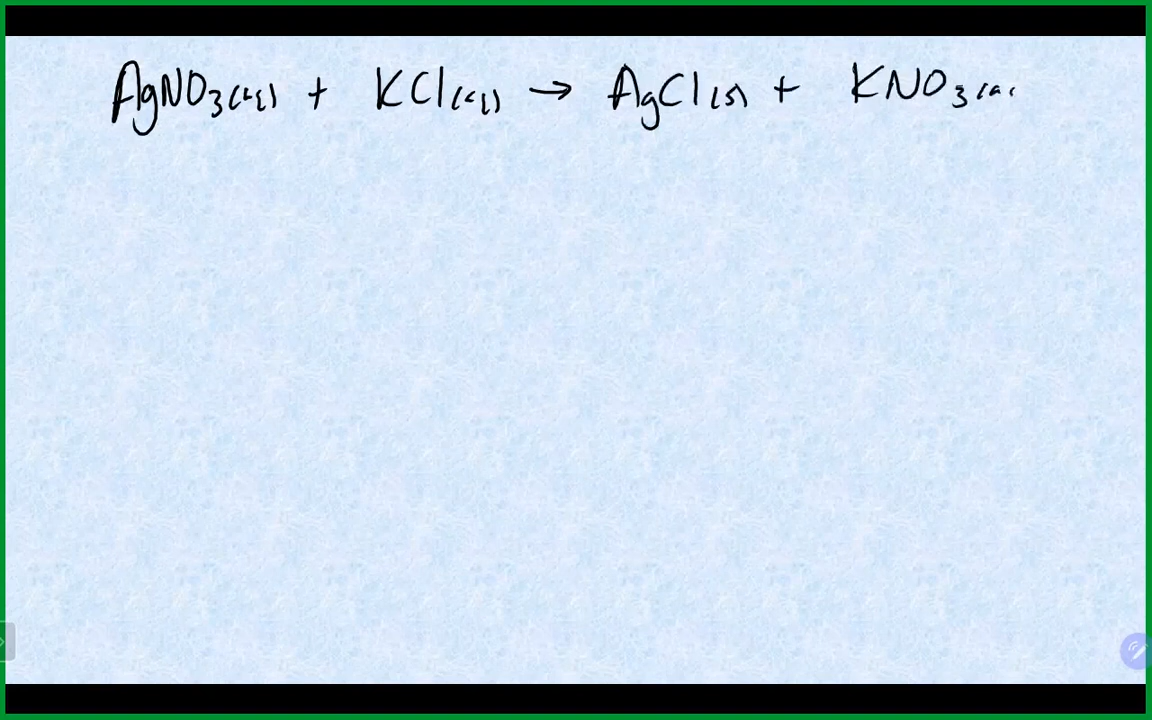 AgNO₃(aq) + KCl(aq) → AgCl(s) + KNO₃(a